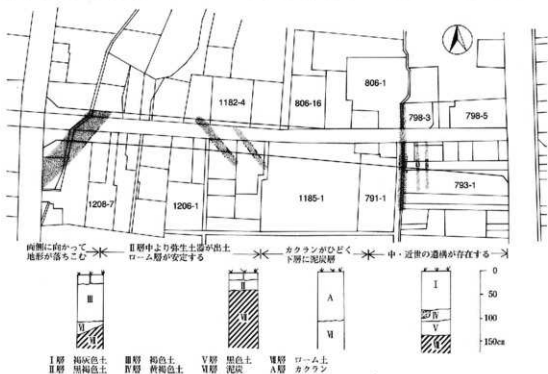 806-1
1182-4
806-16
798-3
798-5
793-1
1208-7
1206-1
1185-1
791-1
両側に向かって
地形が落ちこむ
Ⅱ層中より弥生土器が出土
ローム層が安定する
カクランがひどく
下層に泥炭層
中・近世の遺構が存在する
Ⅲ
Ⅵ
Ⅲ
A
Ⅵ
Ⅰ
Ⅳ
Ⅴ
0
50
100
150cm
Ⅰ層 褐灰色土 Ⅲ層 褐色土 Ⅴ層 黒色土 Ⅶ層 ローム土
Ⅱ層 黒褐色土 Ⅳ層 黄褐色土 Ⅵ層 泥炭 A層 カクラン